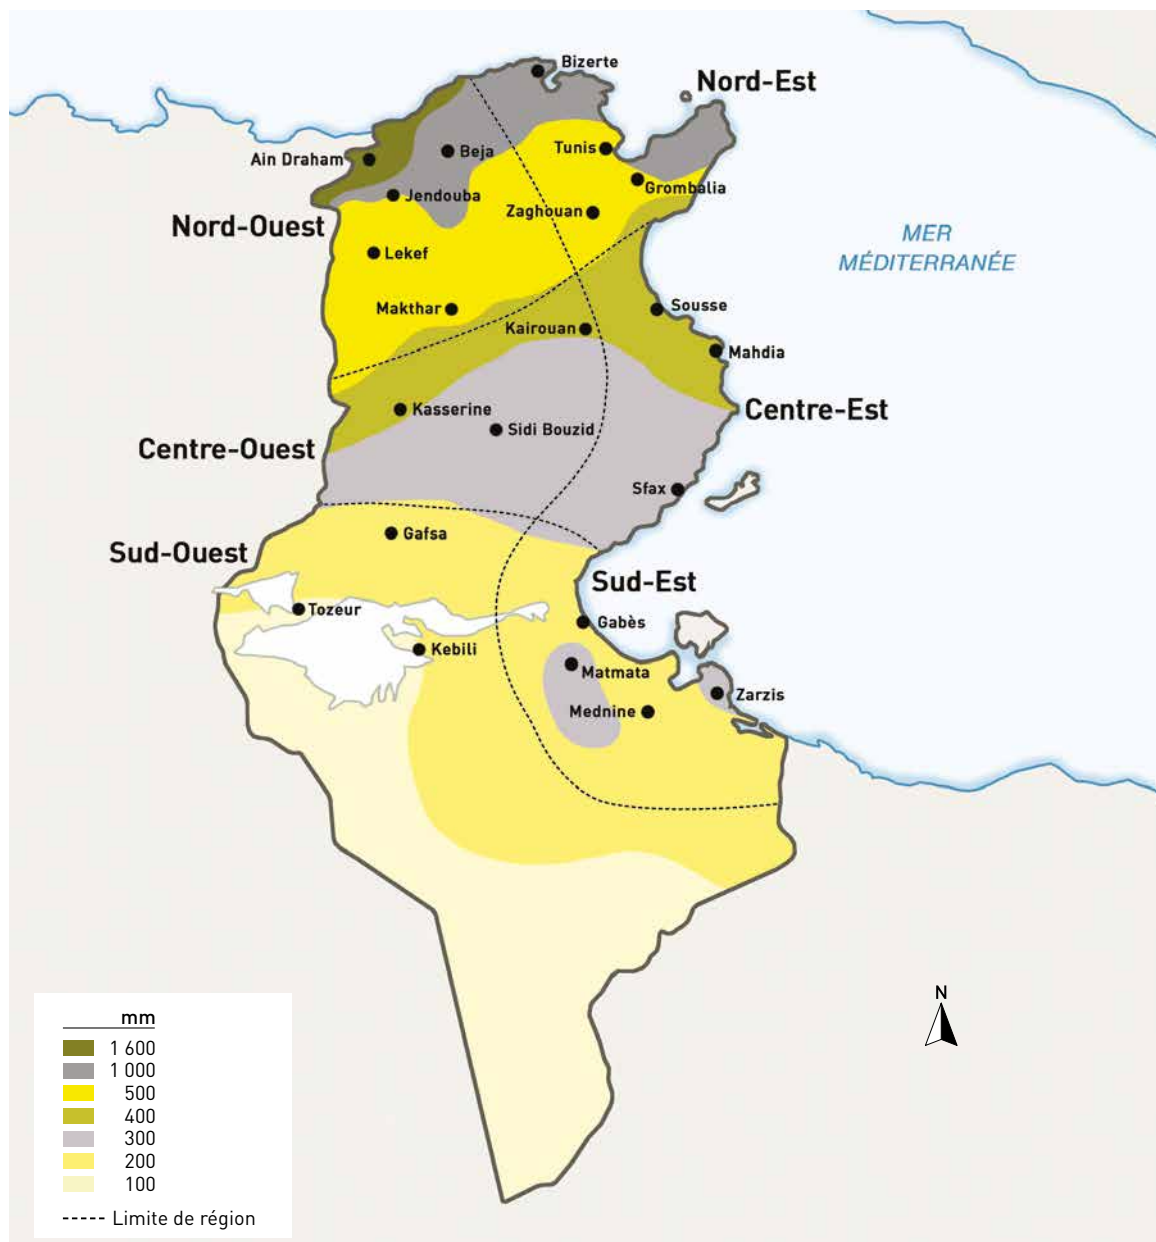 Bizerte
Nord-Est
Ain Draham
Beja
Tunis
Jendouba
Grombalia
Nord-Ouest
Zaghouan
MER
MÉDITERRANÉE
Lekef
Makthar
Sousse
Kairouan
Mahdia
Kasserine
Centre-Est
Sidi Bouzid
Centre-Ouest
Sfax
Gafsa
Sud-Ouest
Sud-Est
Tozeur
Gabès
Kebili
Matmata
Zarzis
Mednine
N
mm
1 600
1 000
500
400
300
200
100
Limite de région